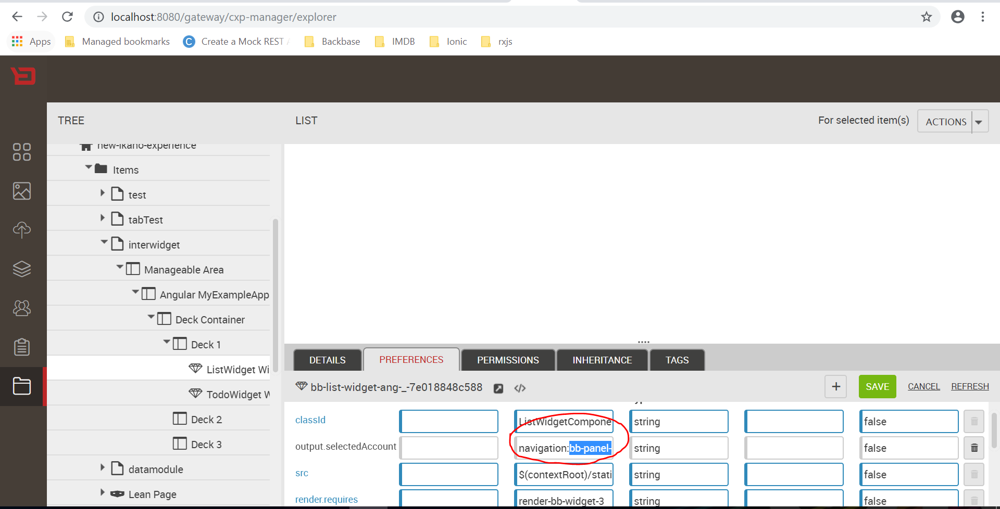 localhost:8080/gateway/cxp-manager/explorer
Apps Managed bookmarks Create a Mock REST Backbase IMDB Ionic rxjs
TREE LIST For selected item(s) ACTIONS
new-ikano-experience
Items
test
tabTest
interwidget
Manageable Area
Angular MyExampleApp
Deck Container
Deck 1
ListWidget Wi
TodoWidget W
Deck 2
Deck 3
datamodule
Lean Page
DETAILS PREFERENCES PERMISSIONS INHERITANCE TAGS
bb-list-widget-ang-_-7e018848c588 + SAVE CANCEL REFRESH
classId ListWidgetCompone string false
output.selectedAccount navigation:bb-panel- string false
src $(contextRoot)/stati string false
render.requires render-bb-widget-3 string false